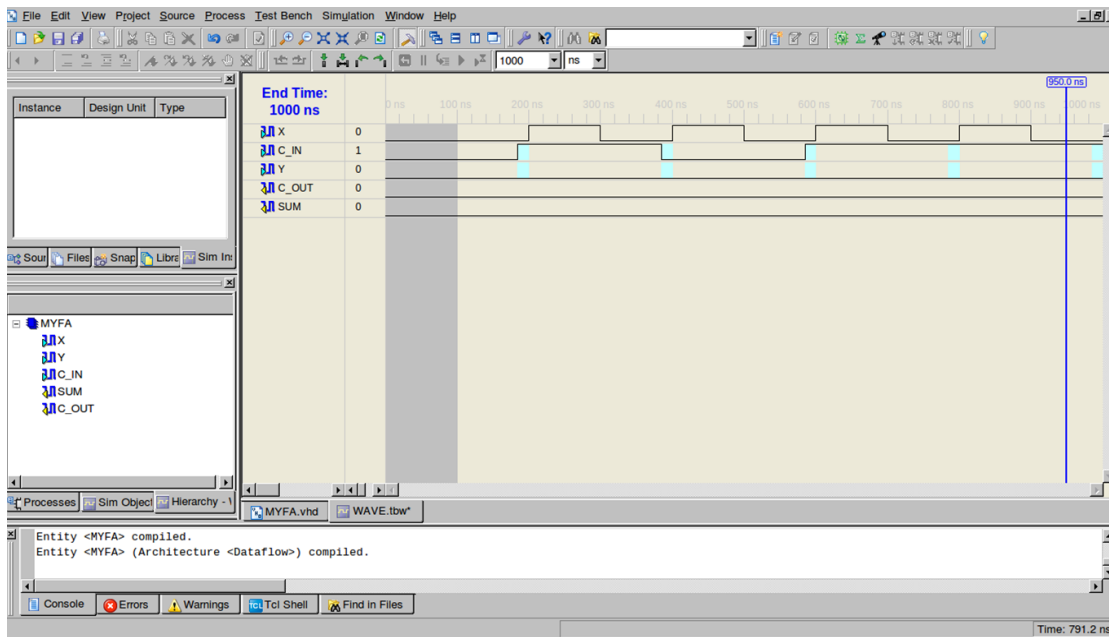 File Edit View Project Source Process Test Bench Simulation Window Help
1000 ns
Instance Design Unit Type
End Time:
1000 ns
950.0 ns
0 ns 100 ns 200 ns 300 ns 400 ns 500 ns 600 ns 700 ns 800 ns 900 ns 1000 ns
X 0
C_IN 1
Y 0
C_OUT 0
SUM 0
Sour Files Snap Libra Sim In
MYFA
X
Y
C_IN
SUM
C_OUT
Processes Sim Object Hierarchy -
MYFA.vhd WAVE.tbw*
Entity <MYFA> compiled.
Entity <MYFA> (Architecture <Dataflow>) compiled.
Console Errors Warnings TCL Tcl Shell Find in Files
Time: 791.2 ns